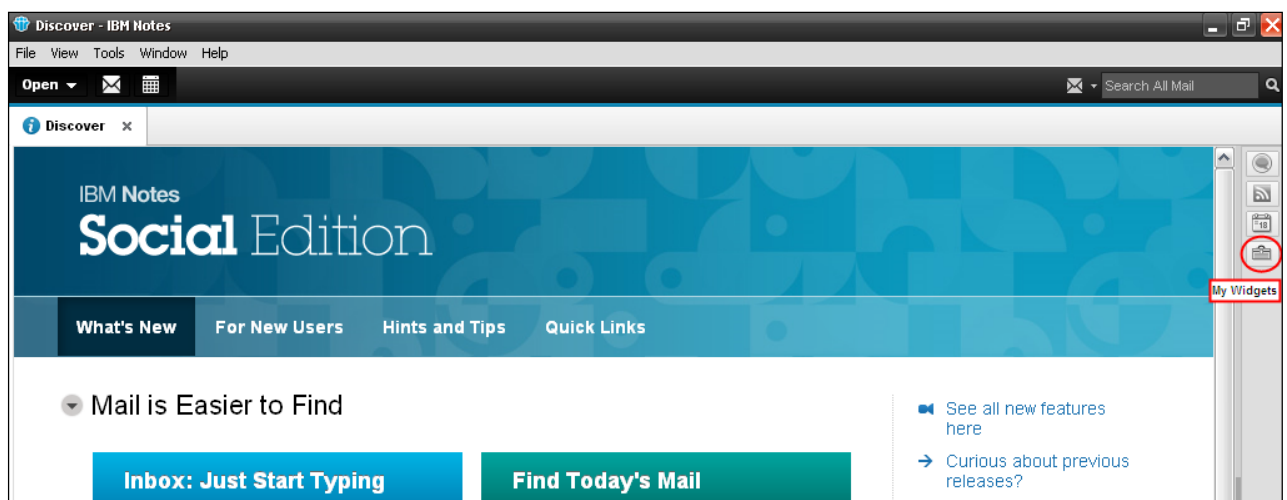 Discover - IBM Notes
File View Tools Window Help
Open
Search All Mail
Discover x
IBM Notes
Social Edition
18
My Widgets
What's New For New Users Hints and Tips Quick Links
Mail is Easier to Find
See all new features
here
Curious about previous
releases?
Inbox: Just Start Typing Find Today's Mail